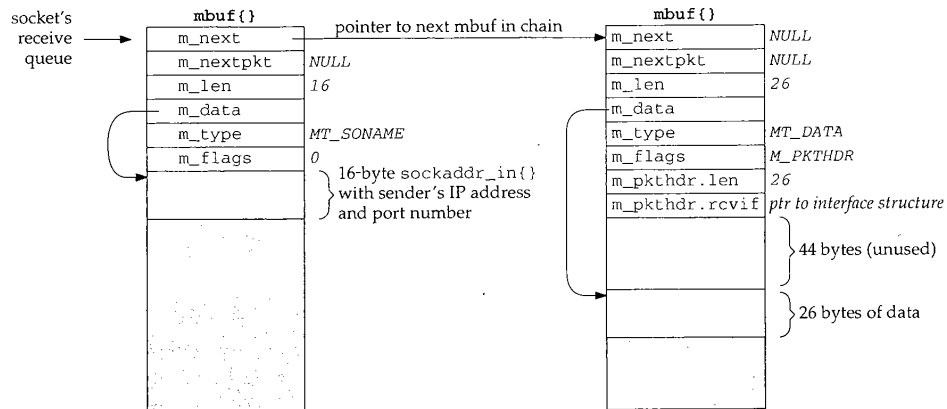 socket's
receive
queue
mbuf{}
m_next
m_nextpkt NULL
m_len 16
m_data
m_type MT_SONAME
m_flags 0
16-byte sockaddr_in{}
with sender's IP address
and port number
pointer to next mbuf in chain
mbuf{}
m_next NULL
m_nextpkt NULL
m_len 26
m_data
m_type MT_DATA
m_flags M_PKTHDR
m_pkthdr.len 26
m_pkthdr.rcvif ptr to interface structure
44 bytes (unused)
26 bytes of data